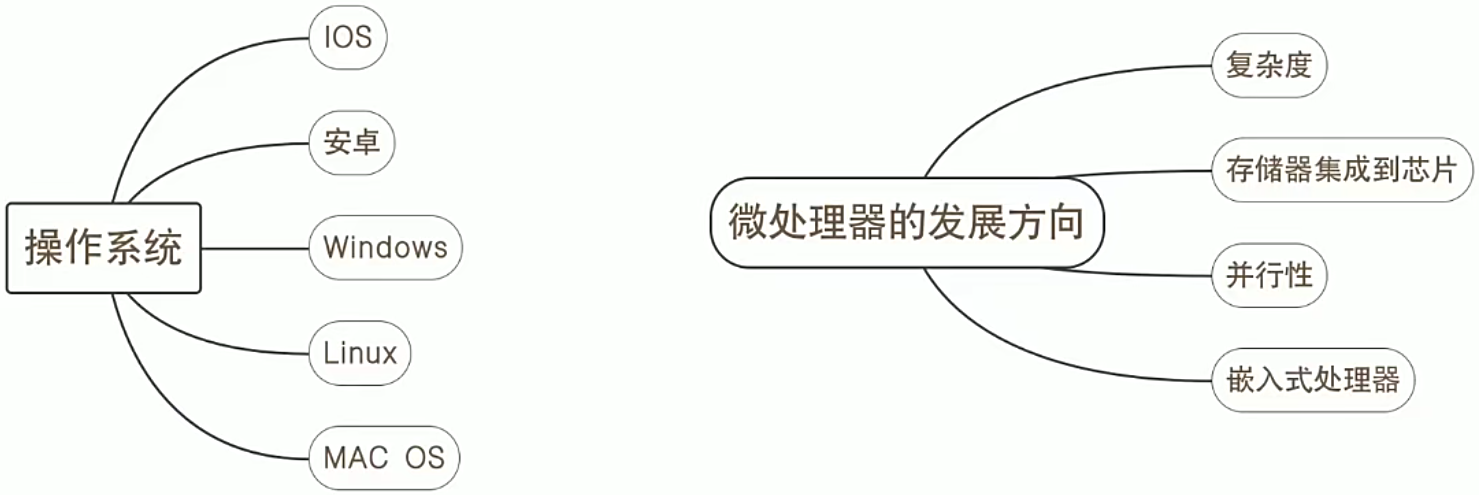 操作系统
IOS
安卓
Windows
Linux
MAC OS
微处理器的发展方向
复杂度
存储器集成到芯片
并行性
嵌入式处理器